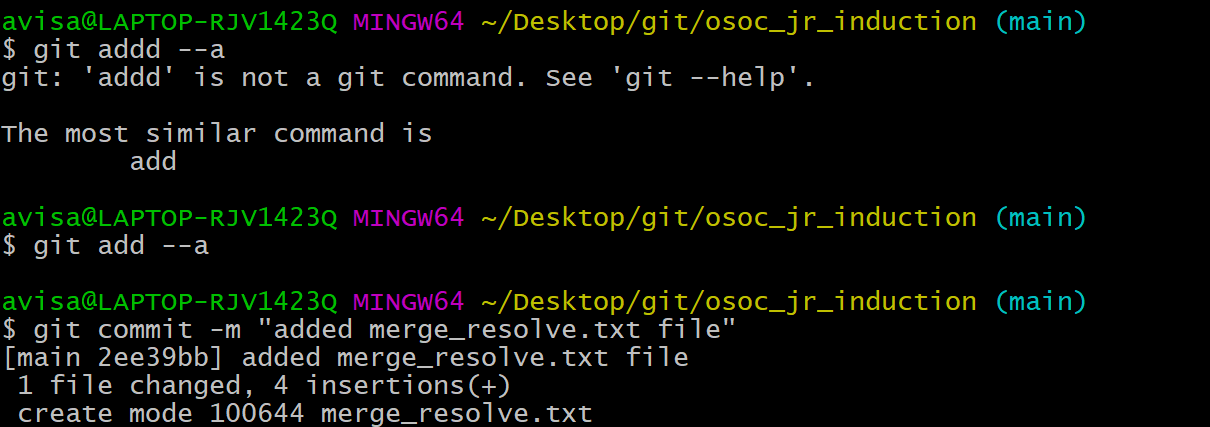 avisa@LAPTOP-RJV1423Q MINGW64 ~/Desktop/git/osoc_jr_induction (main)
$ git addd --a
git: 'addd' is not a git command. See 'git --help'.
The most similar command is
        add
avisa@LAPTOP-RJV1423Q MINGW64 ~/Desktop/git/osoc_jr_induction (main)
$ git add --a
avisa@LAPTOP-RJV1423Q MINGW64 ~/Desktop/git/osoc_jr_induction (main)
$ git commit -m "added merge_resolve.txt file"
[main 2ee39bb] added merge_resolve.txt file
 1 file changed, 4 insertions(+)
 create mode 100644 merge_resolve.txt